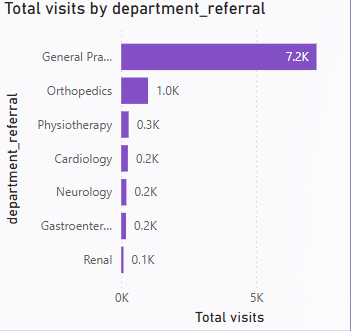 Total visits by department_referral
General Pra... 7.2K
Orthopedics 1.0K
Physiotherapy 0.3K
Cardiology 0.2K
Neurology 0.2K
Gastroenter... 0.2K
Renal 0.1K
department_referral
0K 5K
Total visits